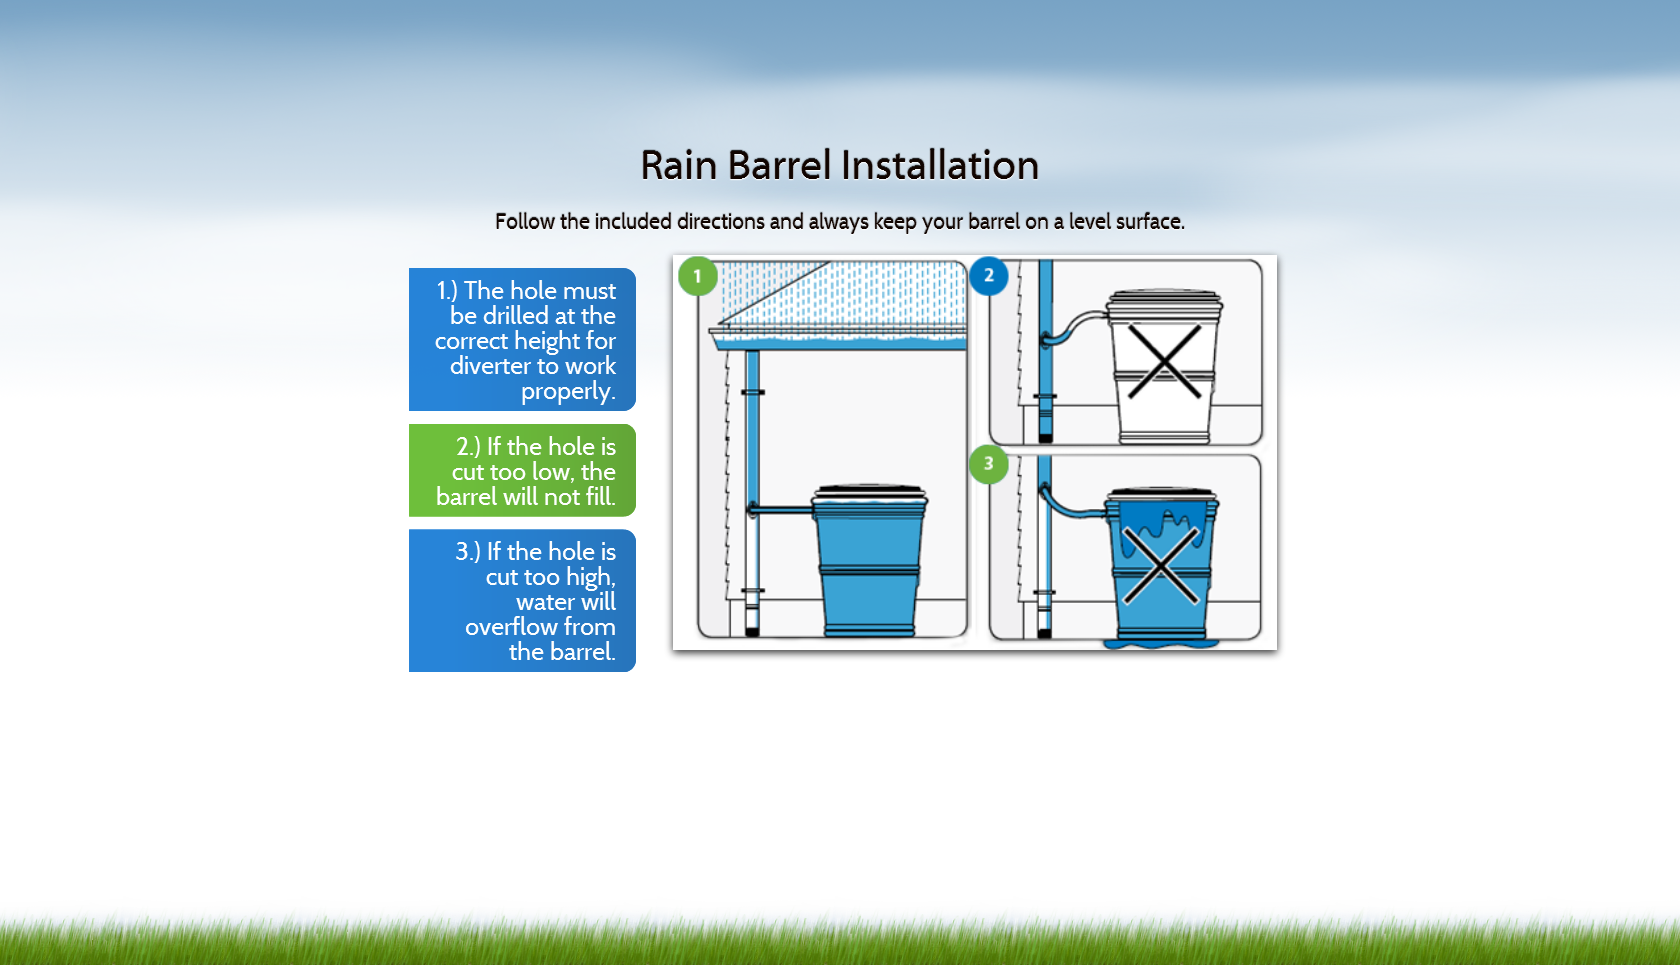 Rain Barrel Installation
Follow the included directions and always keep your barrel on a level surface.
1.) The hole must
be drilled at the
correct height for
diverter to work
properly.
2.) If the hole is
cut too low, the
barrel will not fill.
3.) If the hole is
cut too high,
water will
overflow from
the barrel.
1
2
3